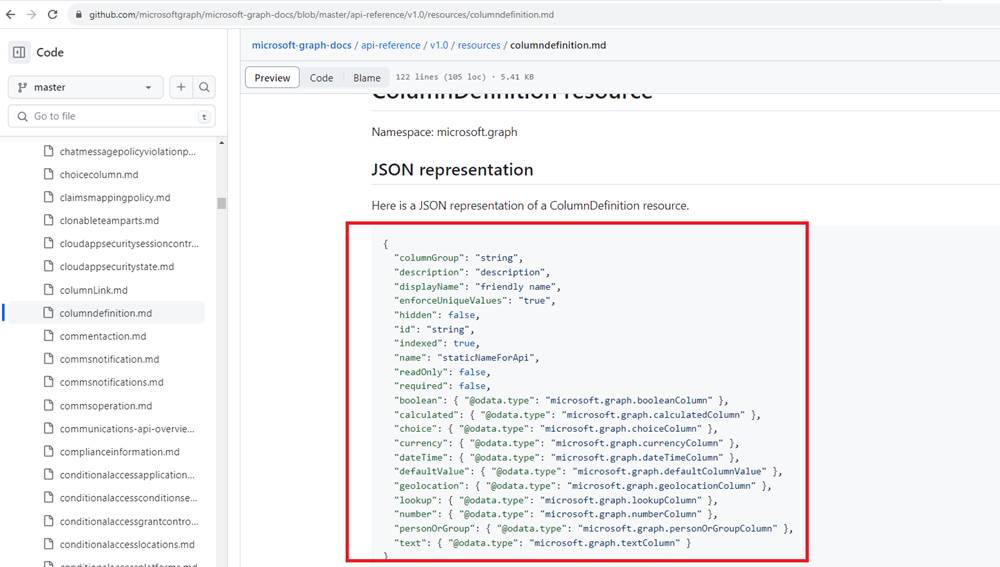 github.com/microsoftgraph/microsoft-graph-docs/blob/master/api-reference/v1.0/resources/columndefinition.md
Code
master
Go to file
t
chatmessagepolicyviolationp...
choicecolumn.md
claimsmappingpolicy.md
clonableteamparts.md
cloudappsecuritysessioncontr...
cloudappsecuritystate.md
columnLink.md
columndefinition.md
commentaction.md
commsnotification.md
commsnotifications.md
commsoperation.md
communications-api-overvie...
complianceinformation.md
conditionalaccessapplication...
conditionalaccessconditionse...
conditionalaccessgrantcontro...
conditionalaccesslocations.md
conditionalaccessplatforms.md
microsoft-graph-docs / api-reference / v1.0 / resources / columndefinition.md
Preview Code Blame 122 lines (105 loc) · 5.41 KB
ColumnDefinition resource
Namespace: microsoft.graph
JSON representation
Here is a JSON representation of a ColumnDefinition resource.
{
"columnGroup": "string",
"description": "description",
"displayName": "friendly name",
"enforceUniqueValues": "true",
"hidden": false,
"id": "string",
"indexed": true,
"name": "staticNameForApi",
"readOnly": false,
"required": false,
"boolean": { "@odata.type": "microsoft.graph.booleanColumn" },
"calculated": { "@odata.type": "microsoft.graph.calculatedColumn" },
"choice": { "@odata.type": "microsoft.graph.choiceColumn" },
"currency": { "@odata.type": "microsoft.graph.currencyColumn" },
"dateTime": { "@odata.type": "microsoft.graph.dateTimeColumn" },
"defaultValue": { "@odata.type": "microsoft.graph.defaultColumnValue" },
"geolocation": { "@odata.type": "microsoft.graph.geolocationColumn" },
"lookup": { "@odata.type": "microsoft.graph.lookupColumn" },
"number": { "@odata.type": "microsoft.graph.numberColumn" },
"personOrGroup": { "@odata.type": "microsoft.graph.personOrGroupColumn" },
"text": { "@odata.type": "microsoft.graph.textColumn" }
}